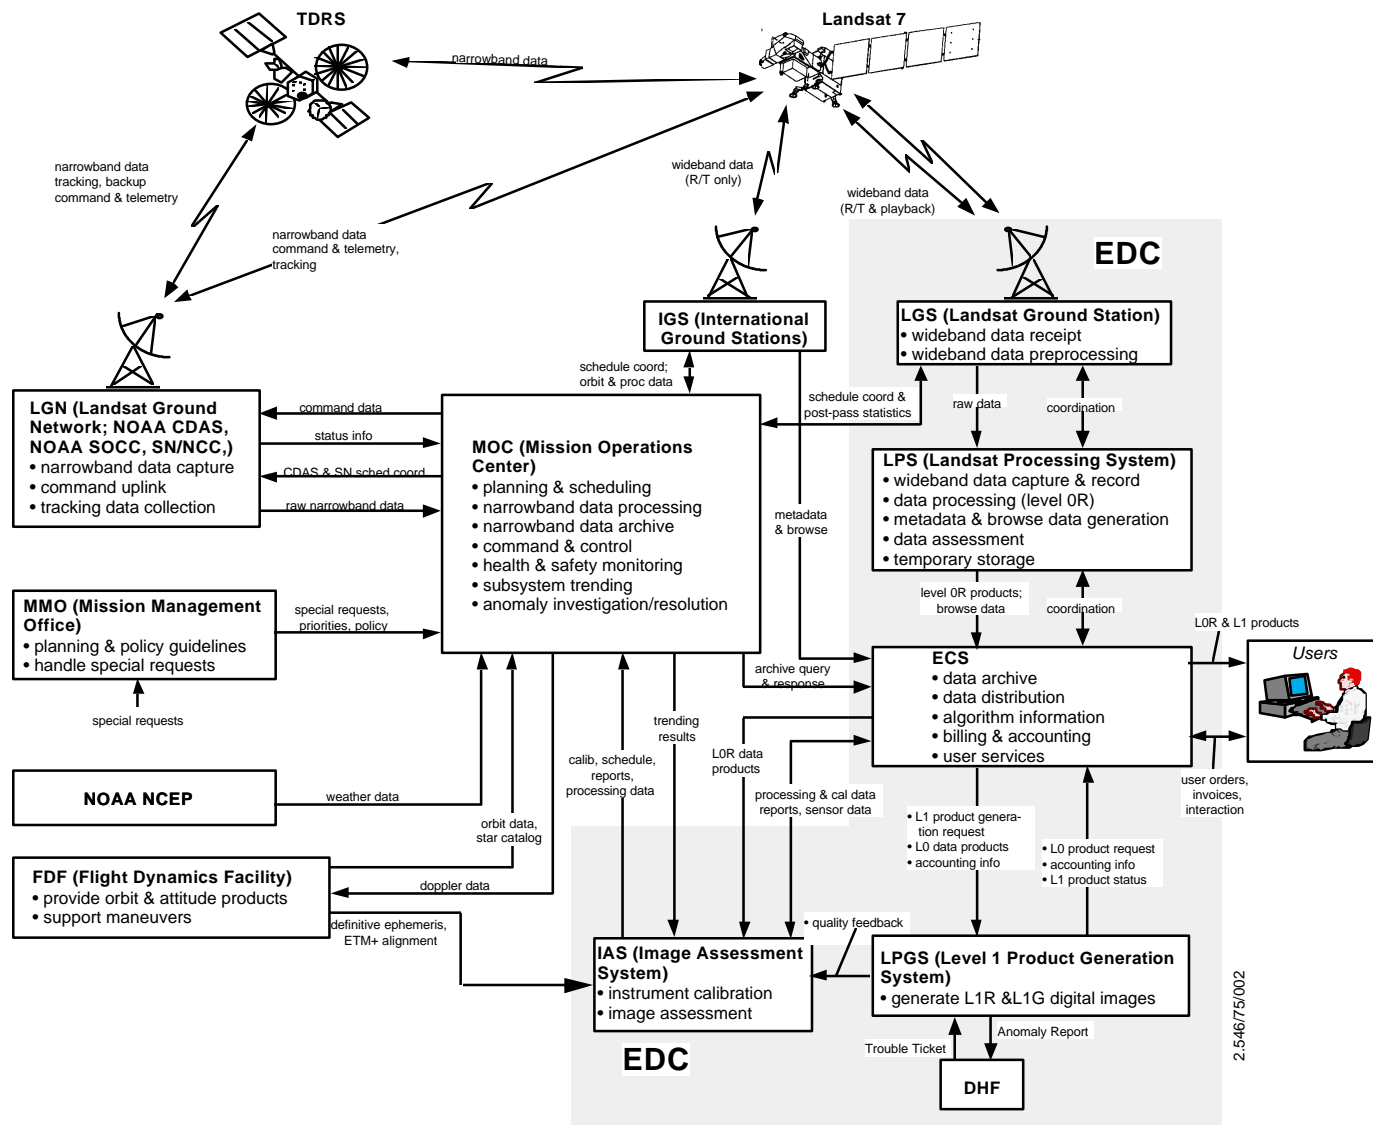 TDRS
Landsat 7
narrowband data
narrowband data
tracking, backup
command & telemetry
wideband data
(R/T only)
wideband data
(R/T & playback)
narrowband data
command & telemetry,
tracking
EDC
IGS (International
Ground Stations)
LGS (Landsat Ground Station)
• wideband data receipt
• wideband data preprocessing
schedule coord;
orbit & proc data
schedule coord &
post-pass statistics
raw data
coordination
LGN (Landsat Ground
Network; NOAA CDAS,
NOAA SOCC, SN/NCC,)
• narrowband data capture
• command uplink
• tracking data collection
command data
status info
CDAS & SN sched coord
raw narrowband data
MOC (Mission Operations
Center)
• planning & scheduling
• narrowband data processing
• narrowband data archive
• command & control
• health & safety monitoring
• subsystem trending
• anomaly investigation/resolution
metadata
& browse
LPS (Landsat Processing System)
• wideband data capture & record
• data processing (level 0R)
• metadata & browse data generation
• data assessment
• temporary storage
level 0R products;
browse data
coordination
MMO (Mission Management
Office)
• planning & policy guidelines
• handle special requests
special requests,
priorities, policy
special requests
archive query
& response
ECS
• data archive
• data distribution
• algorithm information
• billing & accounting
• user services
L0R & L1 products
Users
user orders,
invoices,
interaction
NOAA NCEP
weather data
orbit data,
star catalog
calib, schedule,
reports,
processing data
trending
results
L0R data
products
processing & cal data
reports, sensor data
• L1 product genera-
tion request
• L0 data products
• accounting info
• L0 product request
• accounting info
• L1 product status
FDF (Flight Dynamics Facility)
• provide orbit & attitude products
• support maneuvers
doppler data
definitive ephemeris,
ETM+ alignment
• quality feedback
IAS (Image Assessment
System)
• instrument calibration
• image assessment
LPGS (Level 1 Product Generation
System)
• generate L1R &L1G digital images
EDC
Trouble Ticket
Anomaly Report
DHF
2.546/75/002